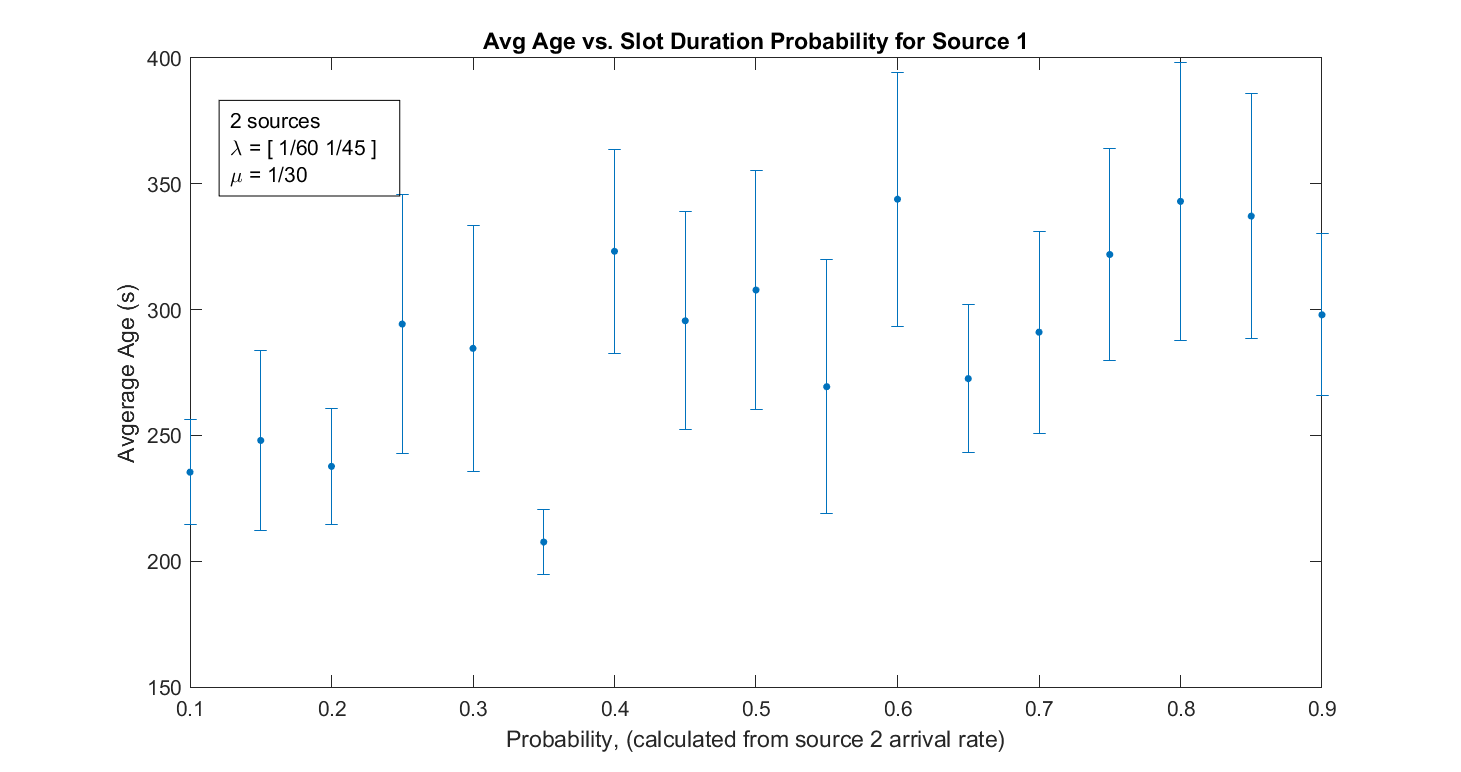 Avg Age vs. Slot Duration Probability for Source 1
400
350
300
250
200
150
Avgerage Age (s)
2 sources
λ = [ 1/60 1/45 ]
μ = 1/30
0.1 0.2 0.3 0.4 0.5 0.6 0.7 0.8 0.9
Probability, (calculated from source 2 arrival rate)